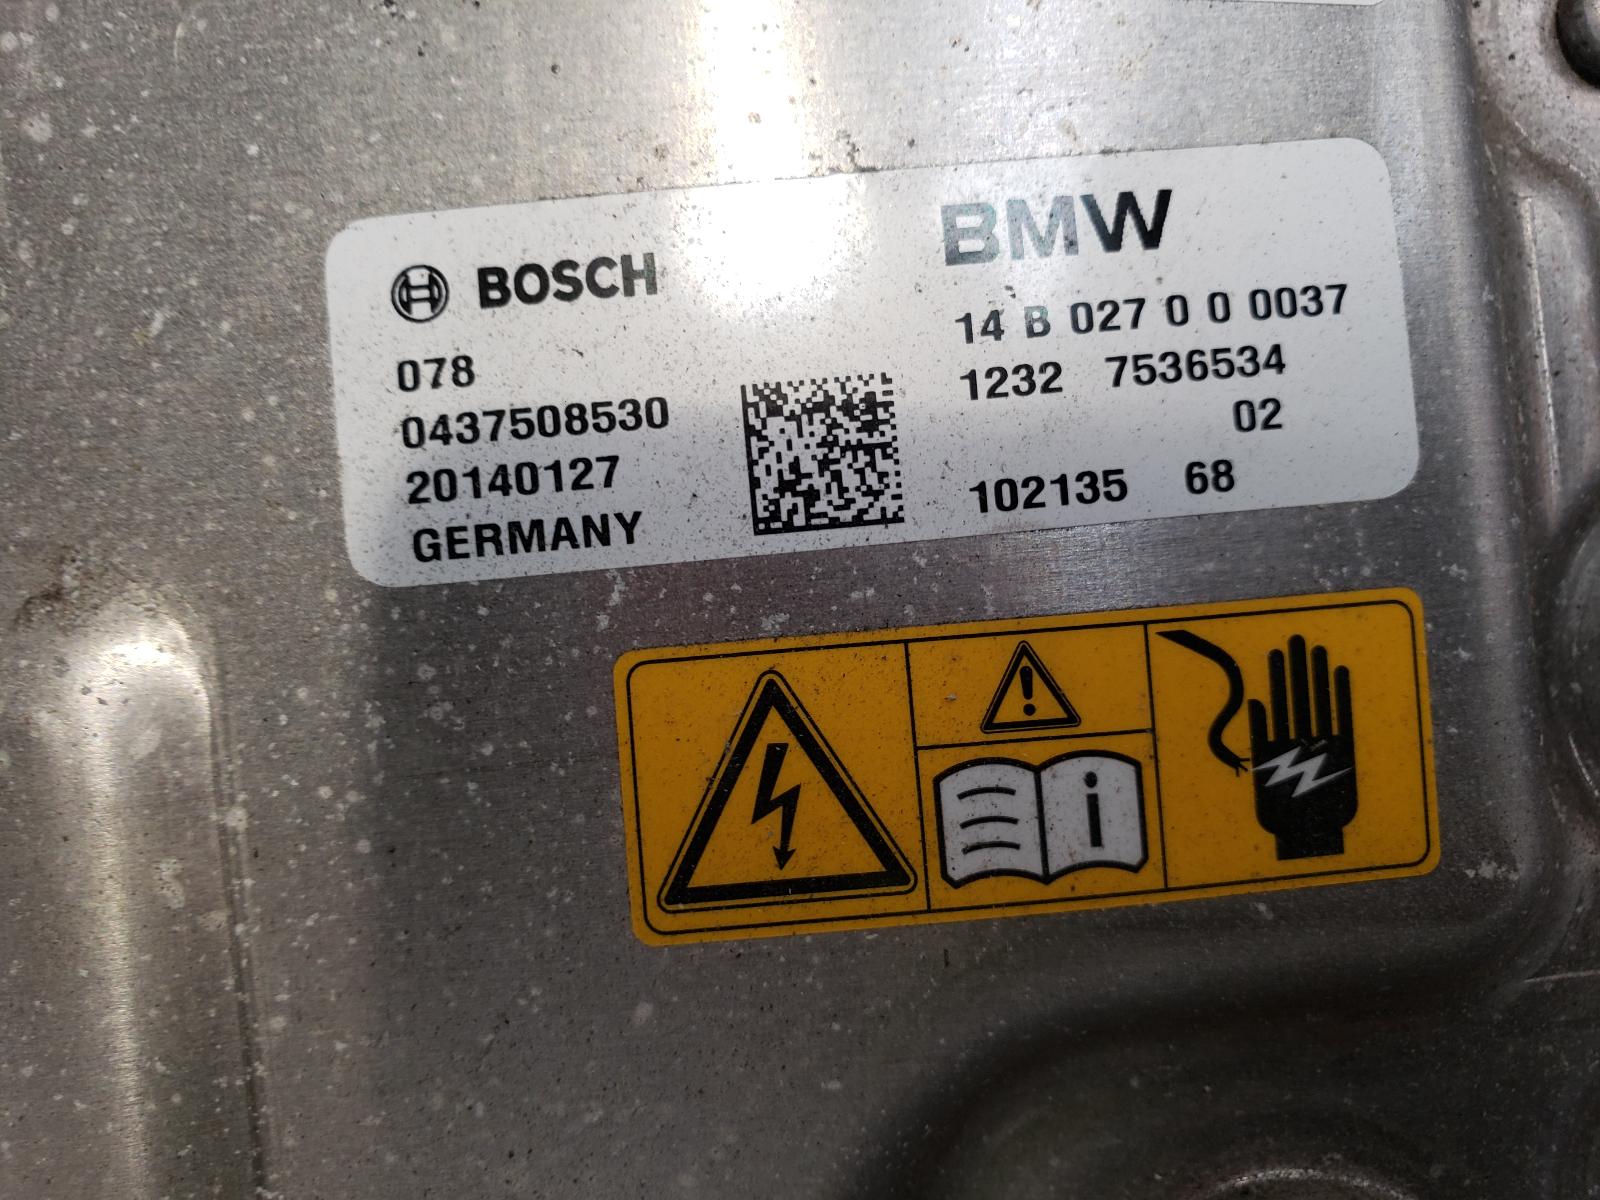 BOSCH
078
0437508530
20140127
GERMANY
BMW
14 B 027 0 0 0037
1232 7536534
02
102135 68
i